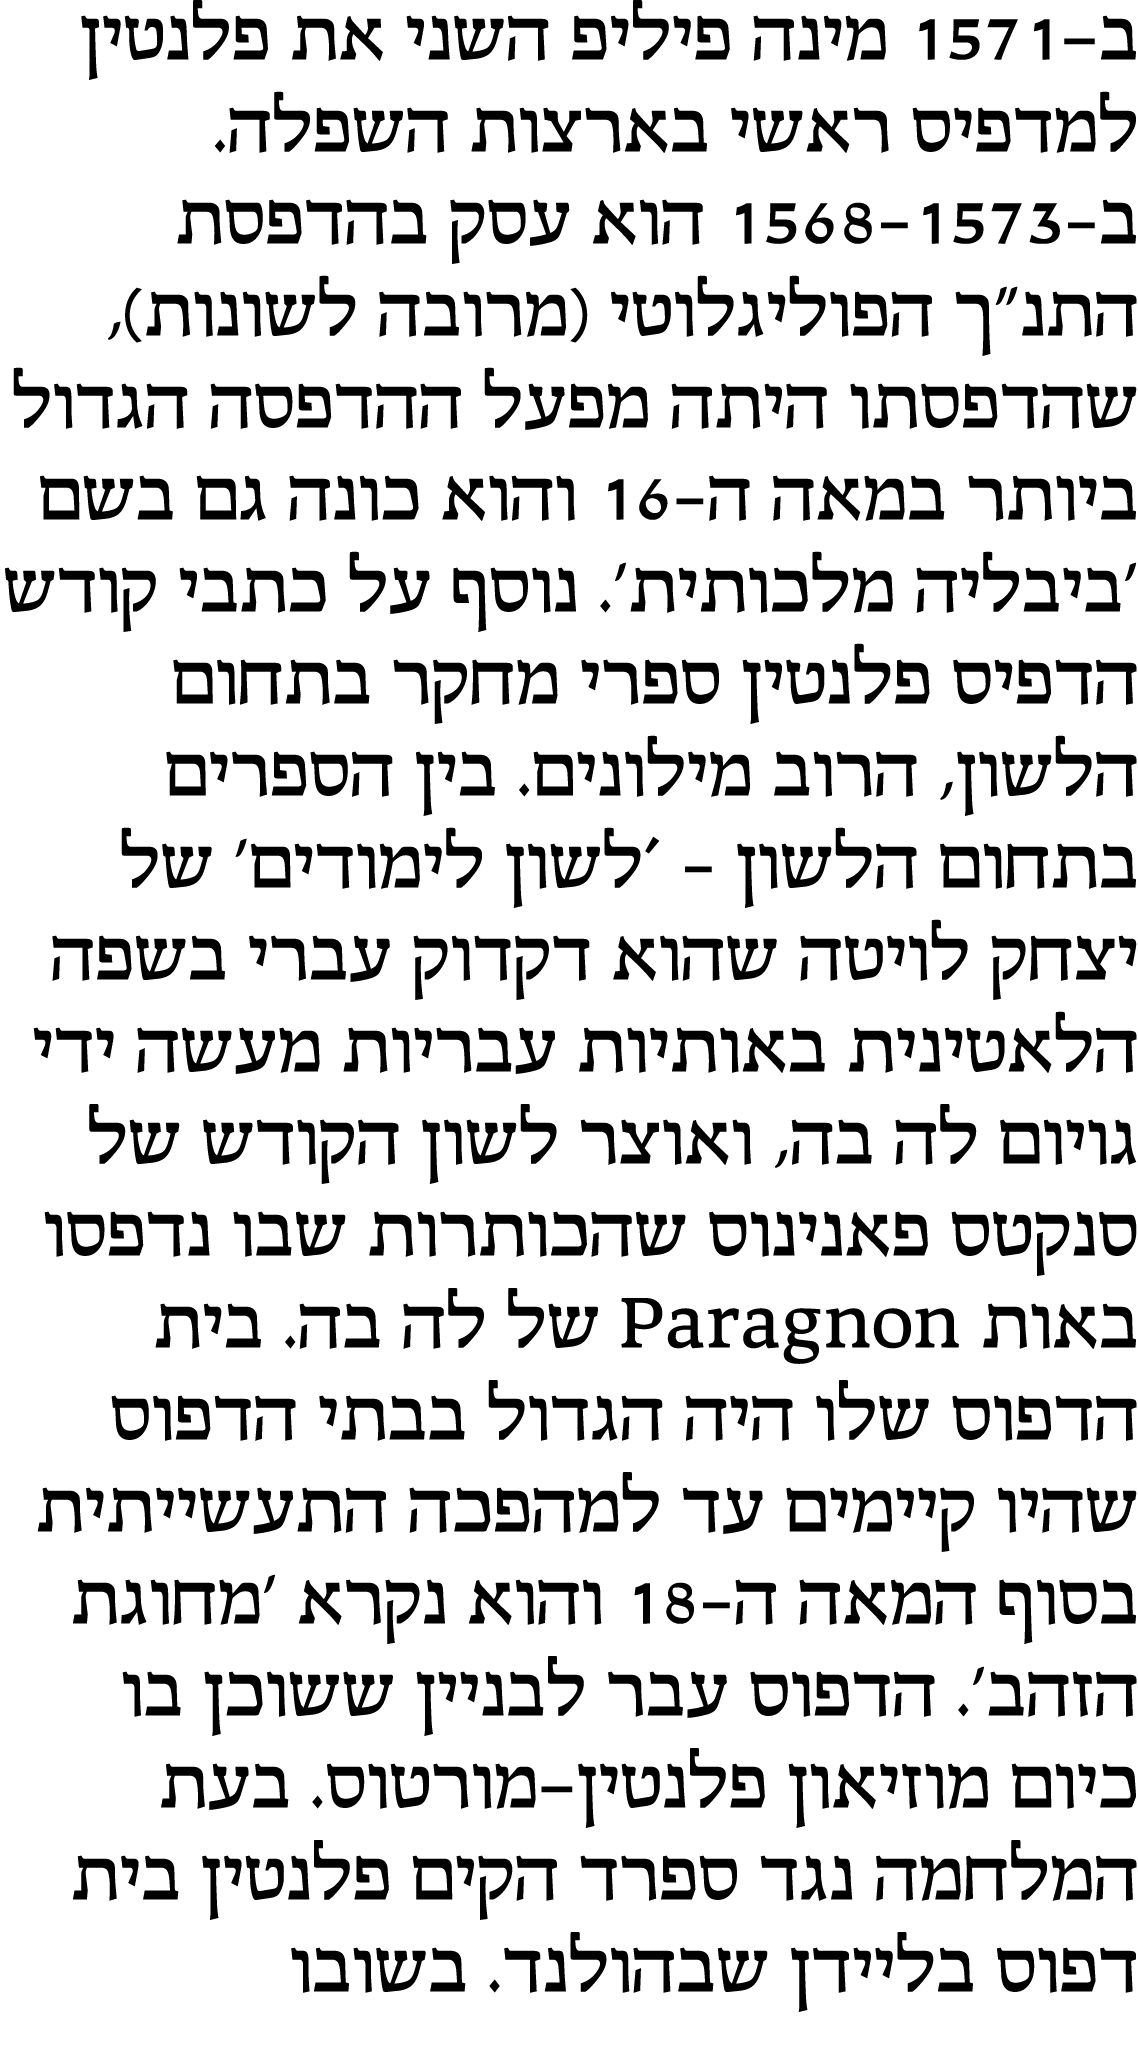 ב-1571 מינה פיליפ השני את פלנטין
למדפיס ראשי בארצות השפלה.
ב-1568-1573 הוא עסק בהדפסת
התנ"ך הפוליגלוטי (מרובה לשונות),
שהדפסתו היתה מפעל ההדפסה הגדול
ביותר במאה ה-16 והוא כונה גם בשם
'ביבליה מלכותית'. נוסף על כתבי קודש
הדפיס פלנטין ספרי מחקר בתחום
הלשון, הרוב מילונים. בין הספרים
בתחום הלשון - 'לשון לימודים' של
יצחק לויטה שהוא דקדוק עברי בשפה
הלאטינית באותיות עבריות מעשה ידי
גויום לה בה, ואוצר לשון הקודש של
סנקטס פאנינוס שהכותרות שבו נדפסו
באות Paragnon של לה בה. בית
הדפוס שלו היה הגדול בבתי הדפוס
שהיו קיימים עד למהפכה התעשייתית
בסוף המאה ה-18 והוא נקרא 'מחוגת
הזהב'. הדפוס עבר לבניין ששוכן בו
כיום מוזיאון פלנטין-מורטוס. בעת
המלחמה נגד ספרד הקים פלנטין בית
דפוס בליידן שבהולנד. בשובו